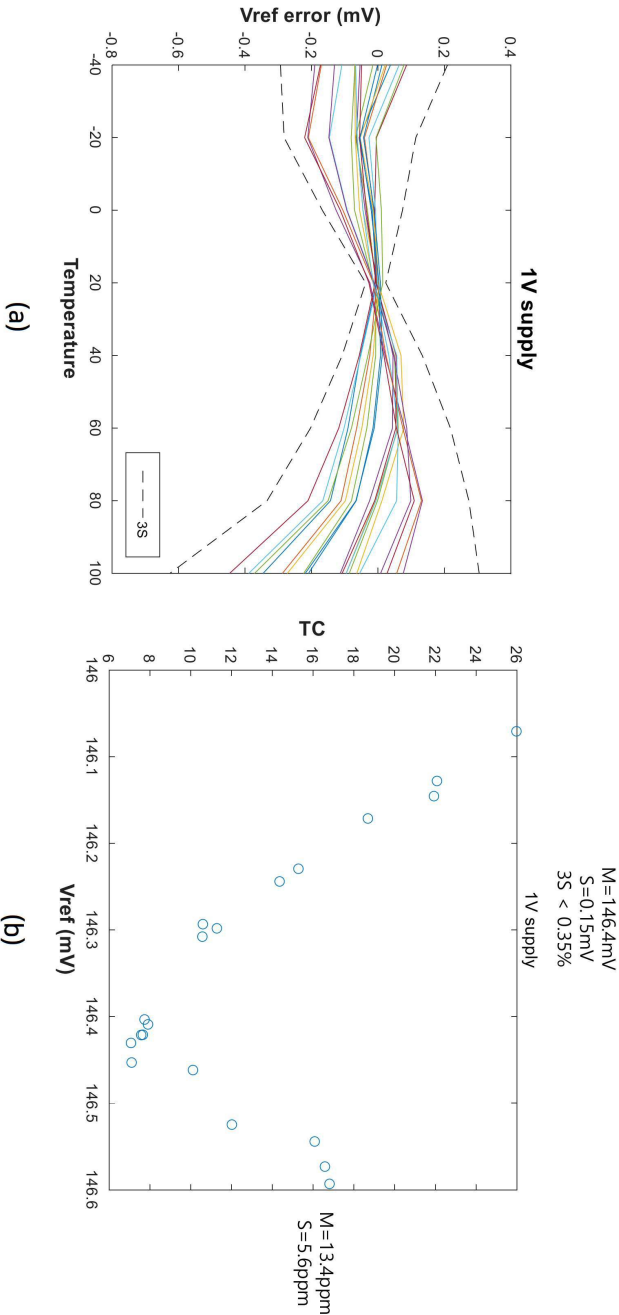 1V supply
Vref error (mV)
0.4
0.2
0
-0.2
-0.4
-0.6
-0.8
-40
-20
0
20
40
60
80
100
Temperature
3S
(a)
M=146.4mV
S=0.15mV
3S < 0.35%
1V supply
TC
26
24
22
20
18
16
14
12
10
8
6
146
146.1
146.2
146.3
146.4
146.5
146.6
Vref (mV)
M=13.4ppm
S=5.6ppm
(b)